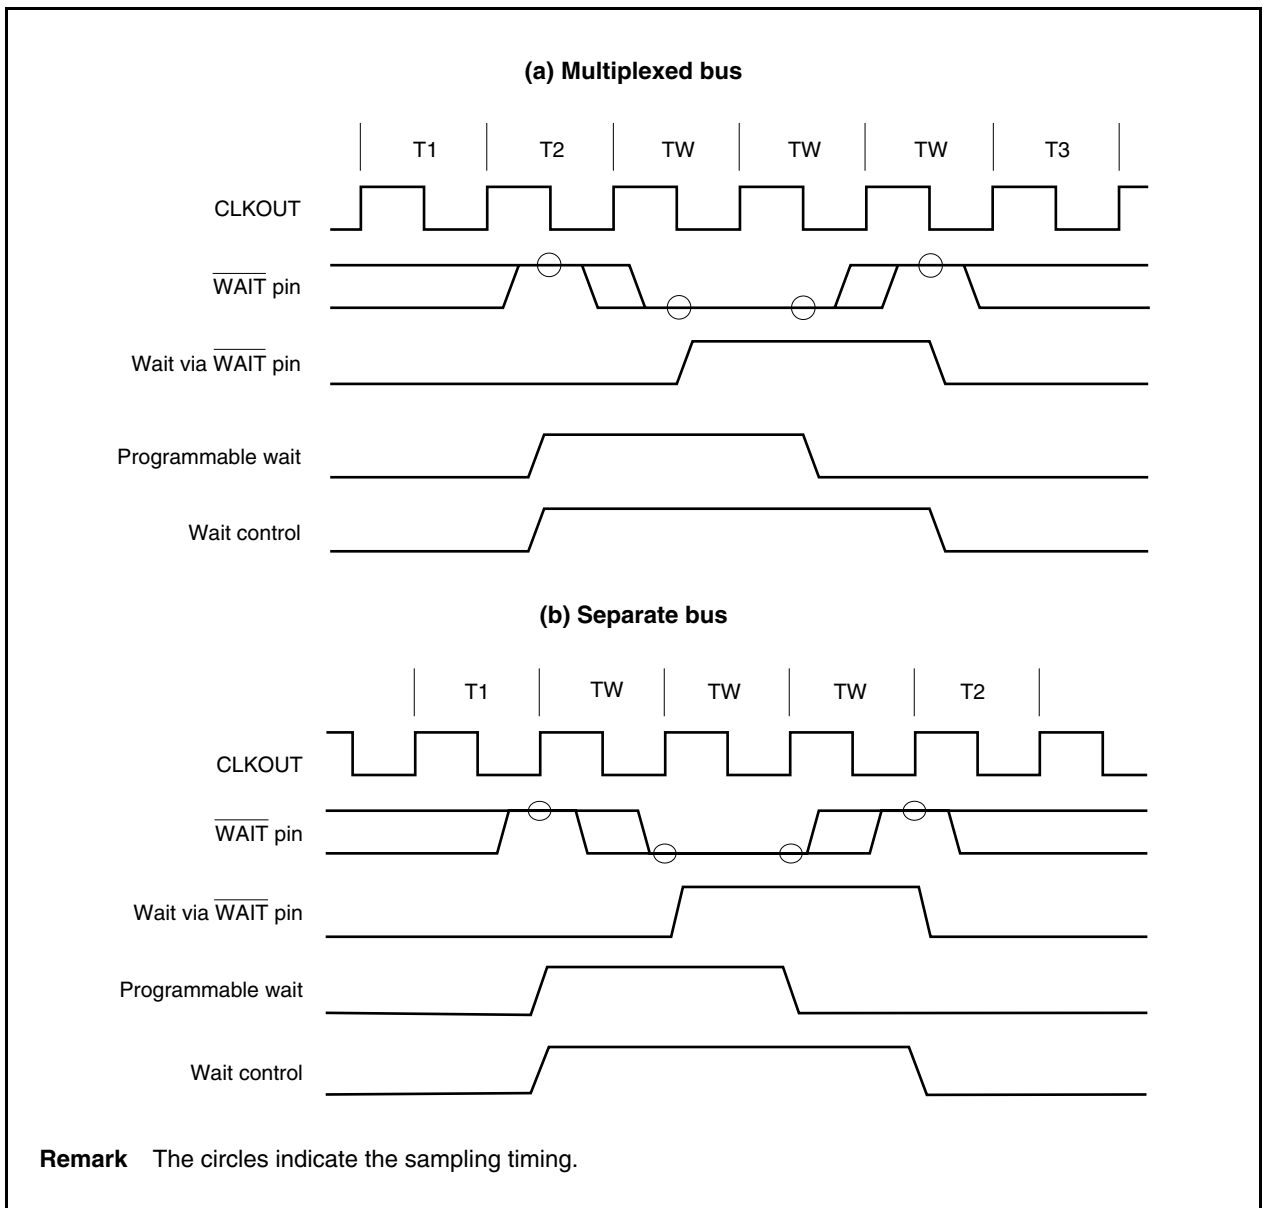 (a) Multiplexed bus
T1 T2 TW TW TW T3
CLKOUT
WAIT pin
Wait via WAIT pin
Programmable wait
Wait control
(b) Separate bus
T1 TW TW TW T2
CLKOUT
WAIT pin
Wait via WAIT pin
Programmable wait
Wait control
Remark The circles indicate the sampling timing.